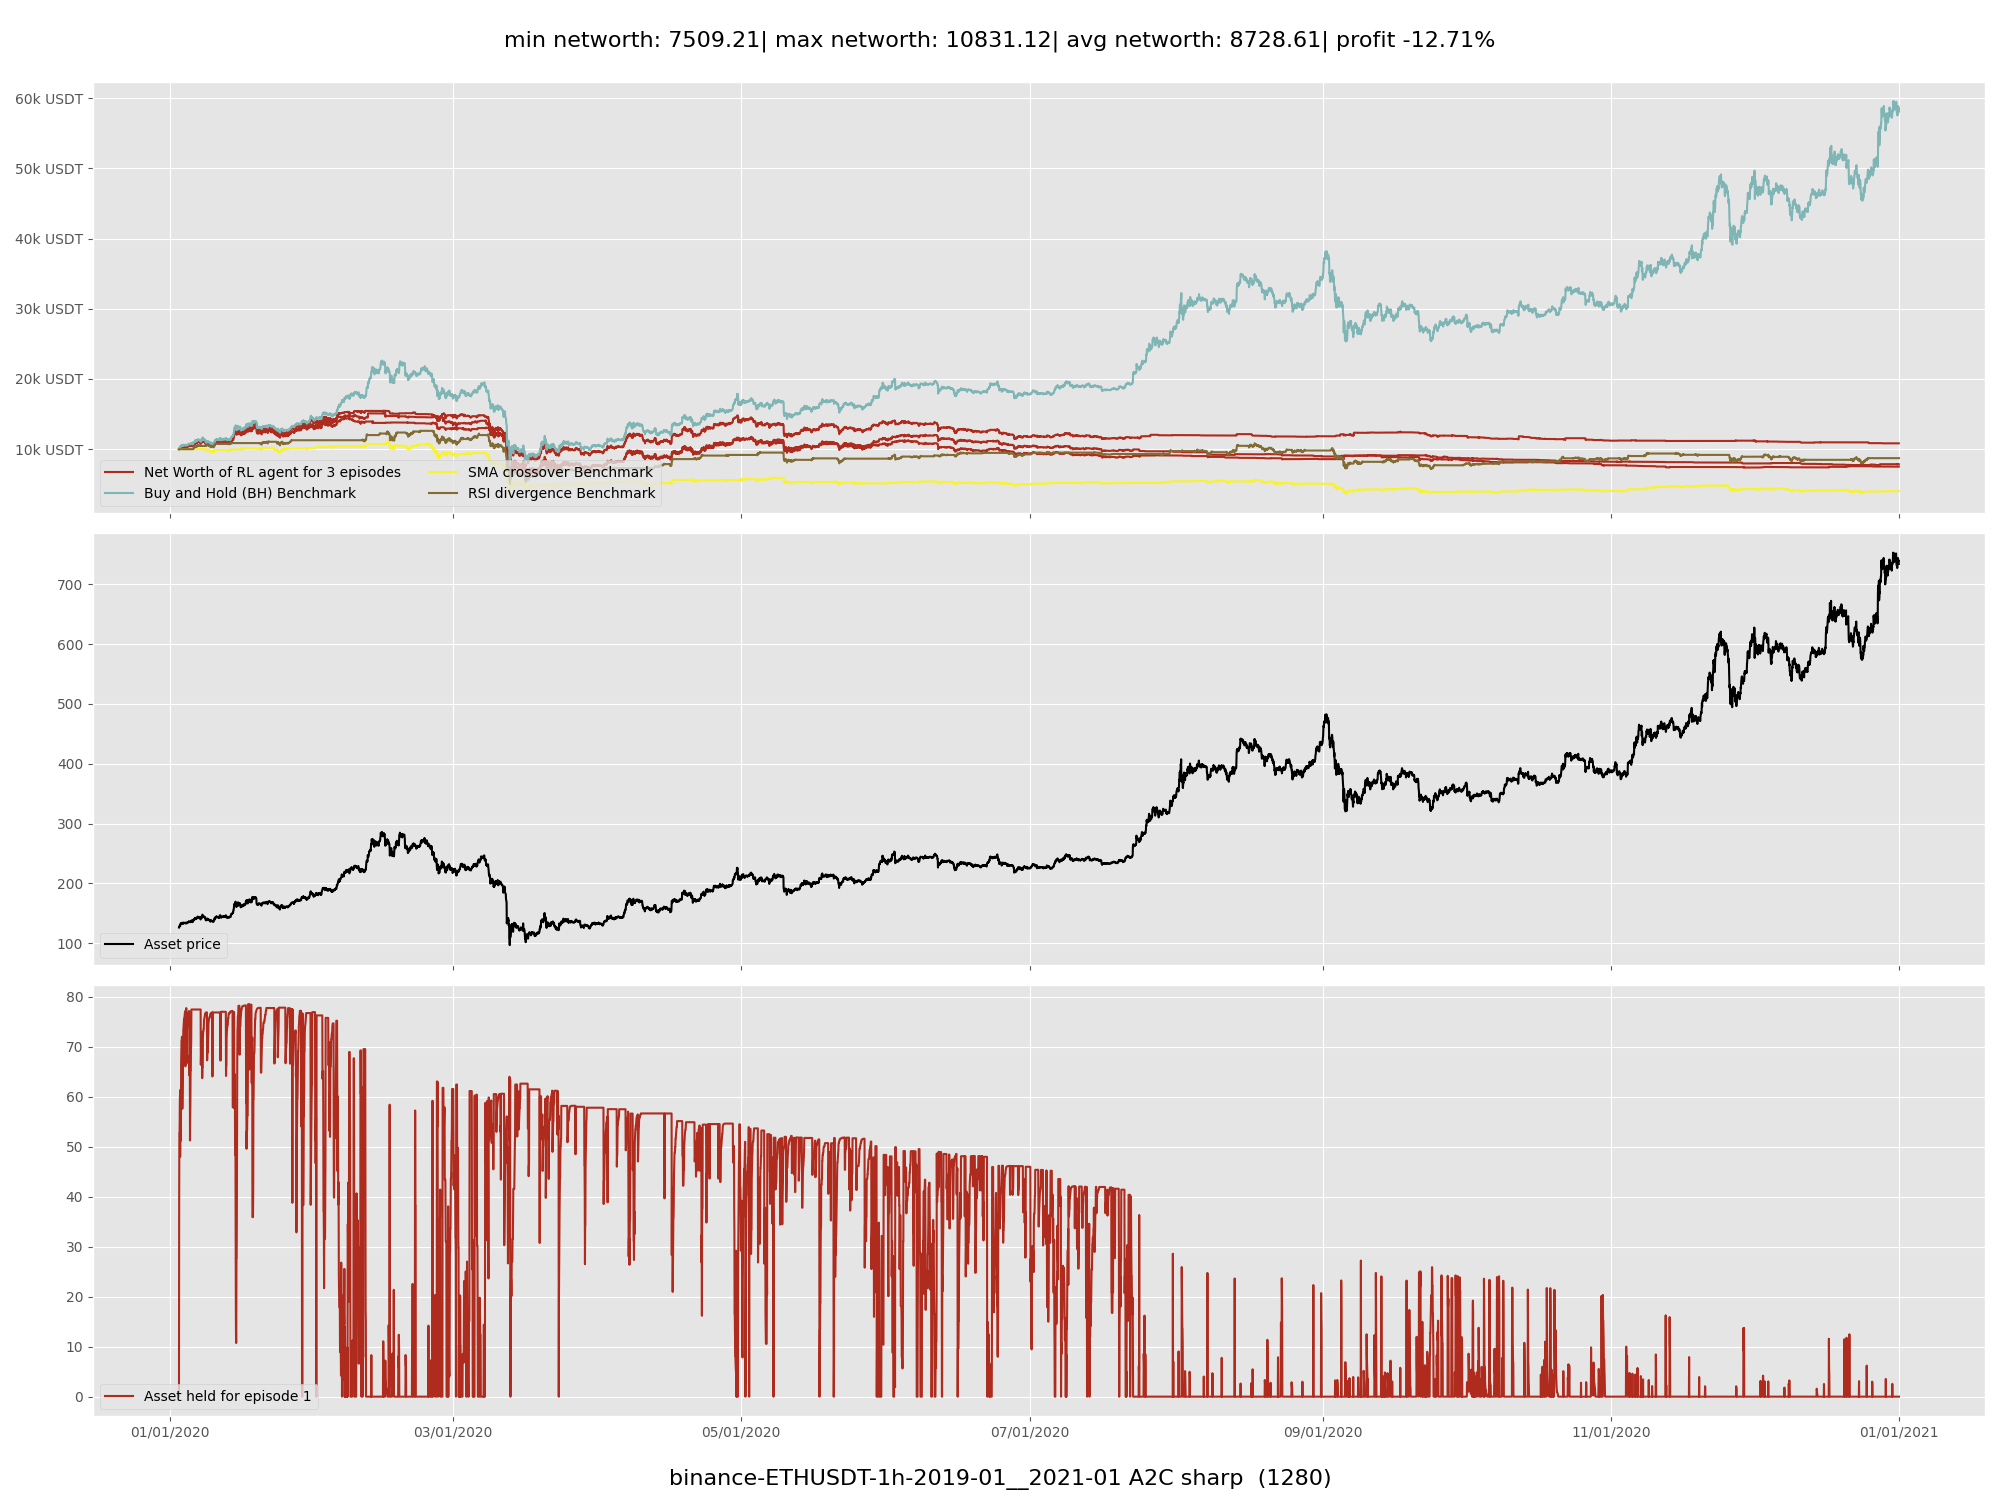 min networth: 7509.21| max networth: 10831.12| avg networth: 8728.61| profit -12.71%
60k USDT
50k USDT
40k USDT
30k USDT
20k USDT
10k USDT
Net Worth of RL agent for 3 episodes
Buy and Hold (BH) Benchmark
SMA crossover Benchmark
RSI divergence Benchmark
700
600
500
400
300
200
100
Asset price
80
70
60
50
40
30
20
10
0
Asset held for episode 1
01/01/2020 03/01/2020 05/01/2020 07/01/2020 09/01/2020 11/01/2020 01/01/2021
binance-ETHUSDT-1h-2019-01__2021-01 A2C sharp (1280)